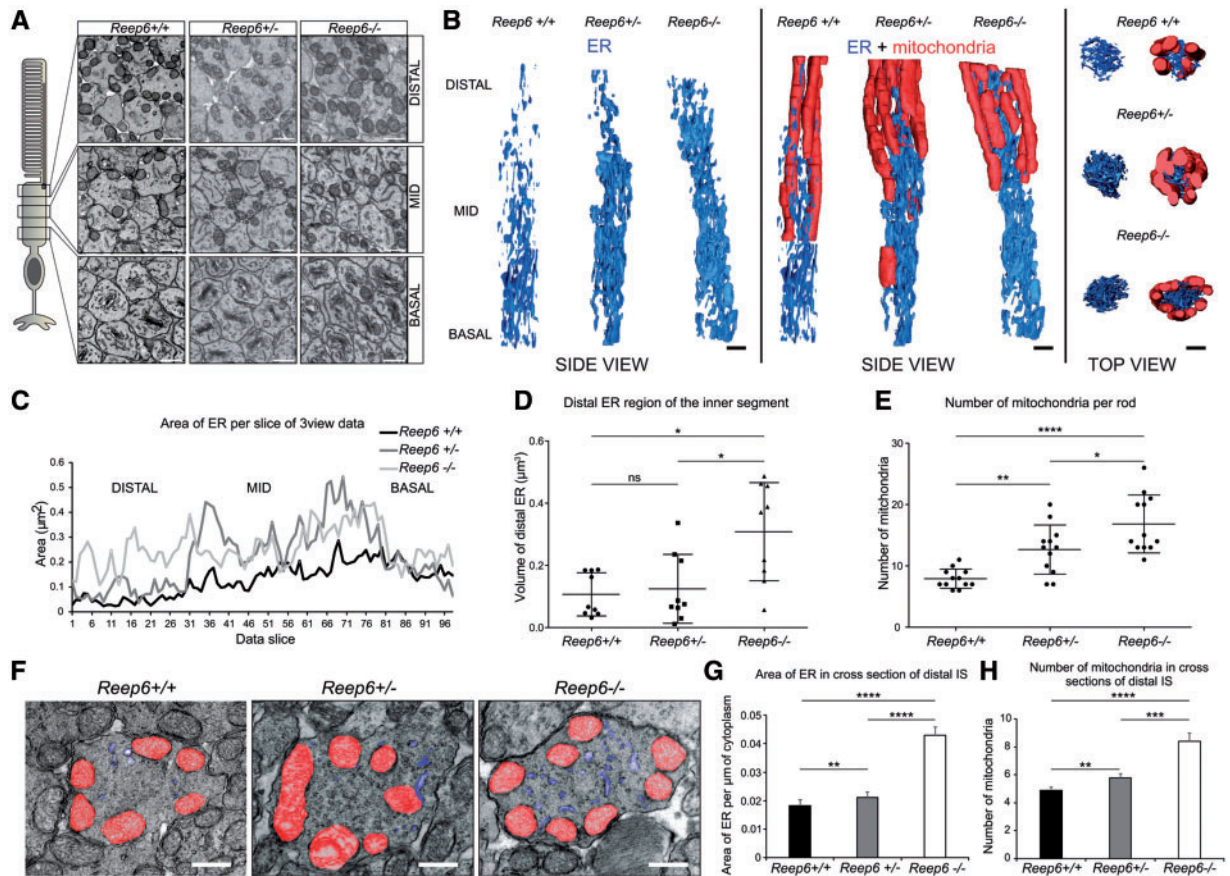 A
Reep6+/+ Reep6+/- Reep6-/-
DISTAL
MID
BASAL
B
Reep6 +/+ Reep6+/- Reep6-/-
ER
DISTAL
MID
BASAL
SIDE VIEW
Reep6 +/+ Reep6+/- Reep6-/-
ER + mitochondria
SIDE VIEW
Reep6 +/+
Reep6+/-
Reep6-/-
TOP VIEW
C
Area of ER per slice of 3view data
Reep6 +/+
Reep6 +/-
Reep6 -/-
DISTAL MID BASAL
Area (µm²)
0.6
0.5
0.4
0.3
0.2
0.1
0
1 6 11 16 21 26 31 36 41 46 51 56 61 66 71 76 81 86 91 96
Data slice
D
Distal ER region of the inner segment
Volume of distal ER (µm³)
0.6
0.4
0.2
0.0
*
*
ns
Reep6+/+ Reep6+/- Reep6-/-
E
Number of mitochondria per rod
Number of mitochondria
30
20
10
0
****
*
**
Reep6+/+ Reep6+/- Reep6-/-
F
Reep6+/+ Reep6+/- Reep6-/-
G
Area of ER in cross section of distal IS
Area of ER per µm of cytoplasm
0.05
0.04
0.03
0.02
0.01
0
****
****
**
Reep6+/+ Reep6 +/- Reep6 -/-
H
Number of mitochondria in cross
sections of distal IS
Number of mitochondria
10
8
6
4
2
0
****
***
**
Reep6+/+ Reep6+/- Reep6-/-